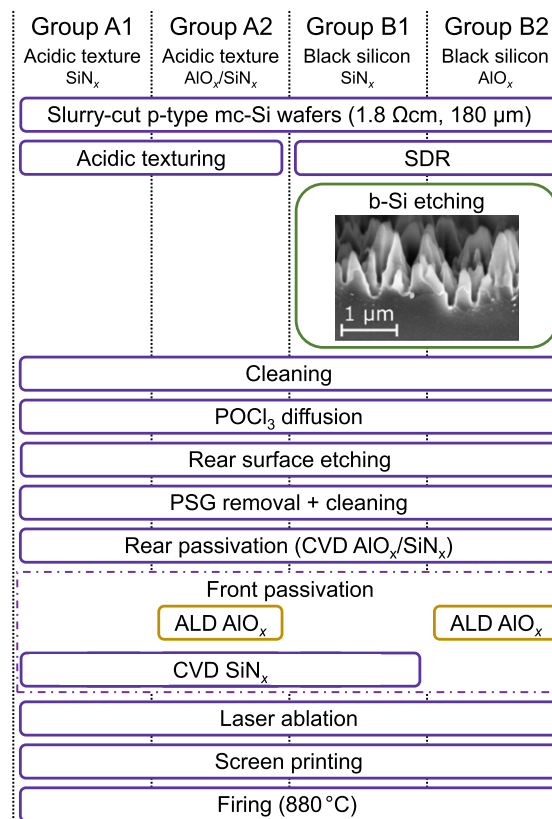 Group A1 Group A2 Group B1 Group B2
Acidic texture Acidic texture Black silicon Black silicon
SiNₓ AlOₓ/SiNₓ SiNₓ AlOₓ
Slurry-cut p-type mc-Si wafers (1.8 Ωcm, 180 µm)
Acidic texturing SDR
b-Si etching
1 µm
Cleaning
POCl₃ diffusion
Rear surface etching
PSG removal + cleaning
Rear passivation (CVD AlOₓ/SiNₓ)
Front passivation
ALD AlOₓ ALD AlOₓ
CVD SiNₓ
Laser ablation
Screen printing
Firing (880 °C)